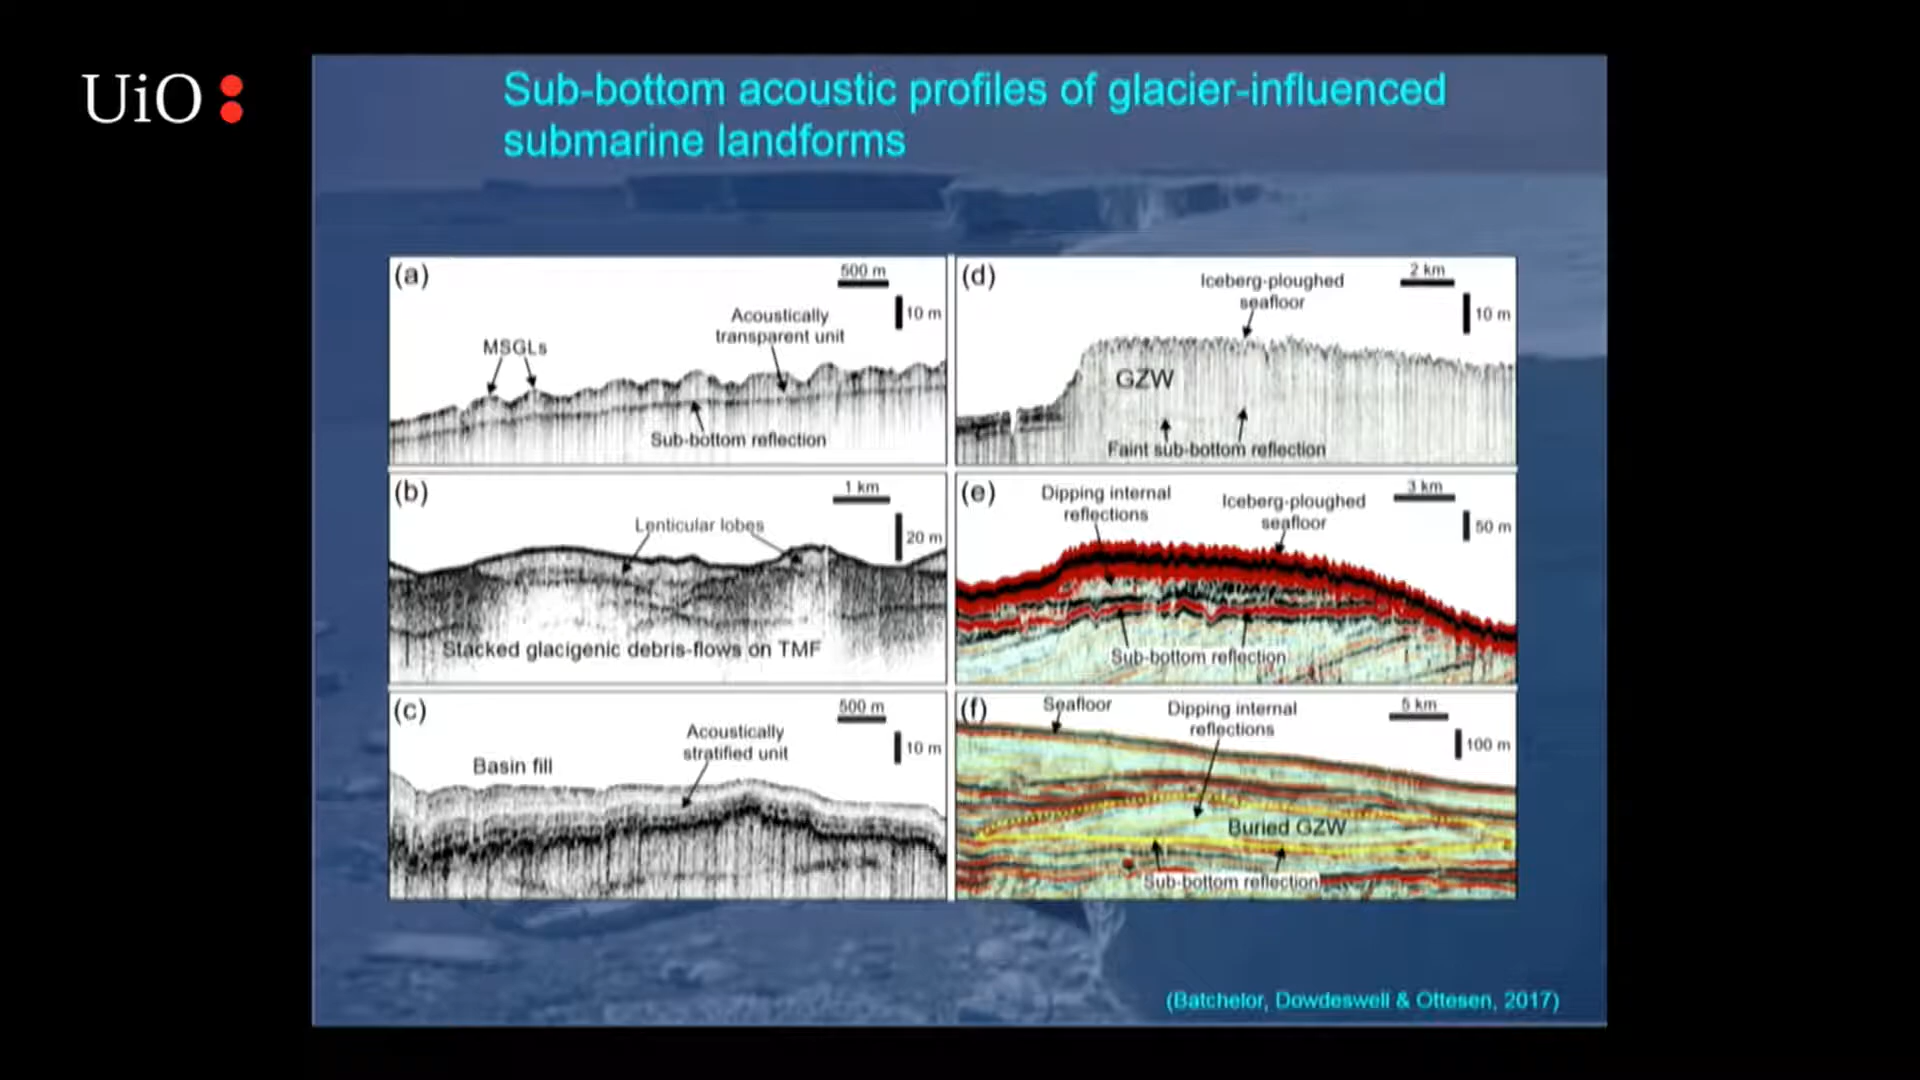 UiO:
Sub-bottom acoustic profiles of glacier-influenced
submarine landforms
(a)
500 m
10 m
Acoustically
transparent unit
MSGLs
Sub-bottom reflection
(b)
1 km
20 m
Lenticular lobes
Stacked glacigenic debris-flows on TMF
(c)
500 m
10 m
Acoustically
stratified unit
Basin fill
(d)
2 km
10 m
Iceberg-ploughed
seafloor
GZW
Faint sub-bottom reflection
(e)
3 km
50 m
Dipping internal
reflections
Iceberg-ploughed
seafloor
Sub-bottom reflection
(f)
5 km
100 m
Seafloor
Dipping internal
reflections
Buried GZW
Sub-bottom reflection
(Batchelor, Dowdeswell & Ottesen, 2017)